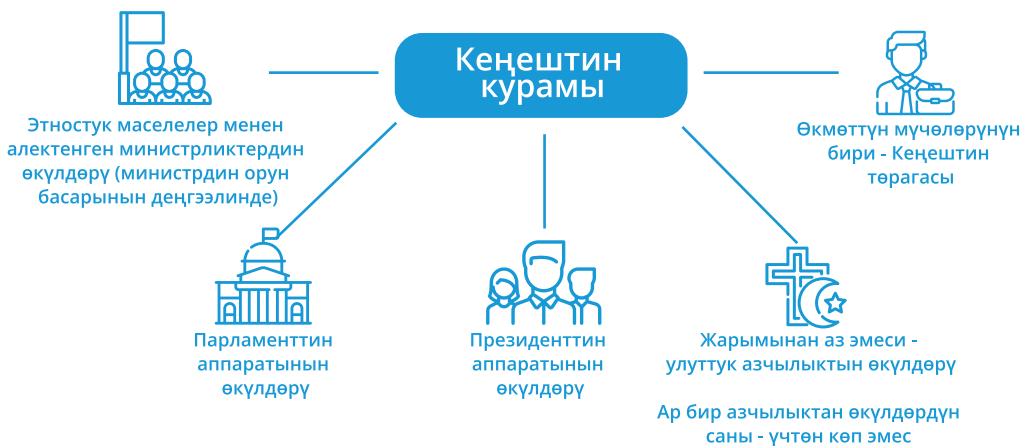 Кеңештин
курамы
Этностук маселелер менен
алектенген министрликтердин
өкүлдөрү (министрдин орун
басарынын деңгээлинде)
Өкмөттүн мүчөлөрүнүн
бири - Кеңештин
төрагасы
Парламенттин
аппаратынын
өкүлдөрү
Президенттин
аппаратынын
өкүлдөрү
Жарымынан аз эмеси -
улуттук азчылыктын өкүлдөрү
Ар бир азчылыктан өкүлдөрдүн
саны - үчтөн көп эмес